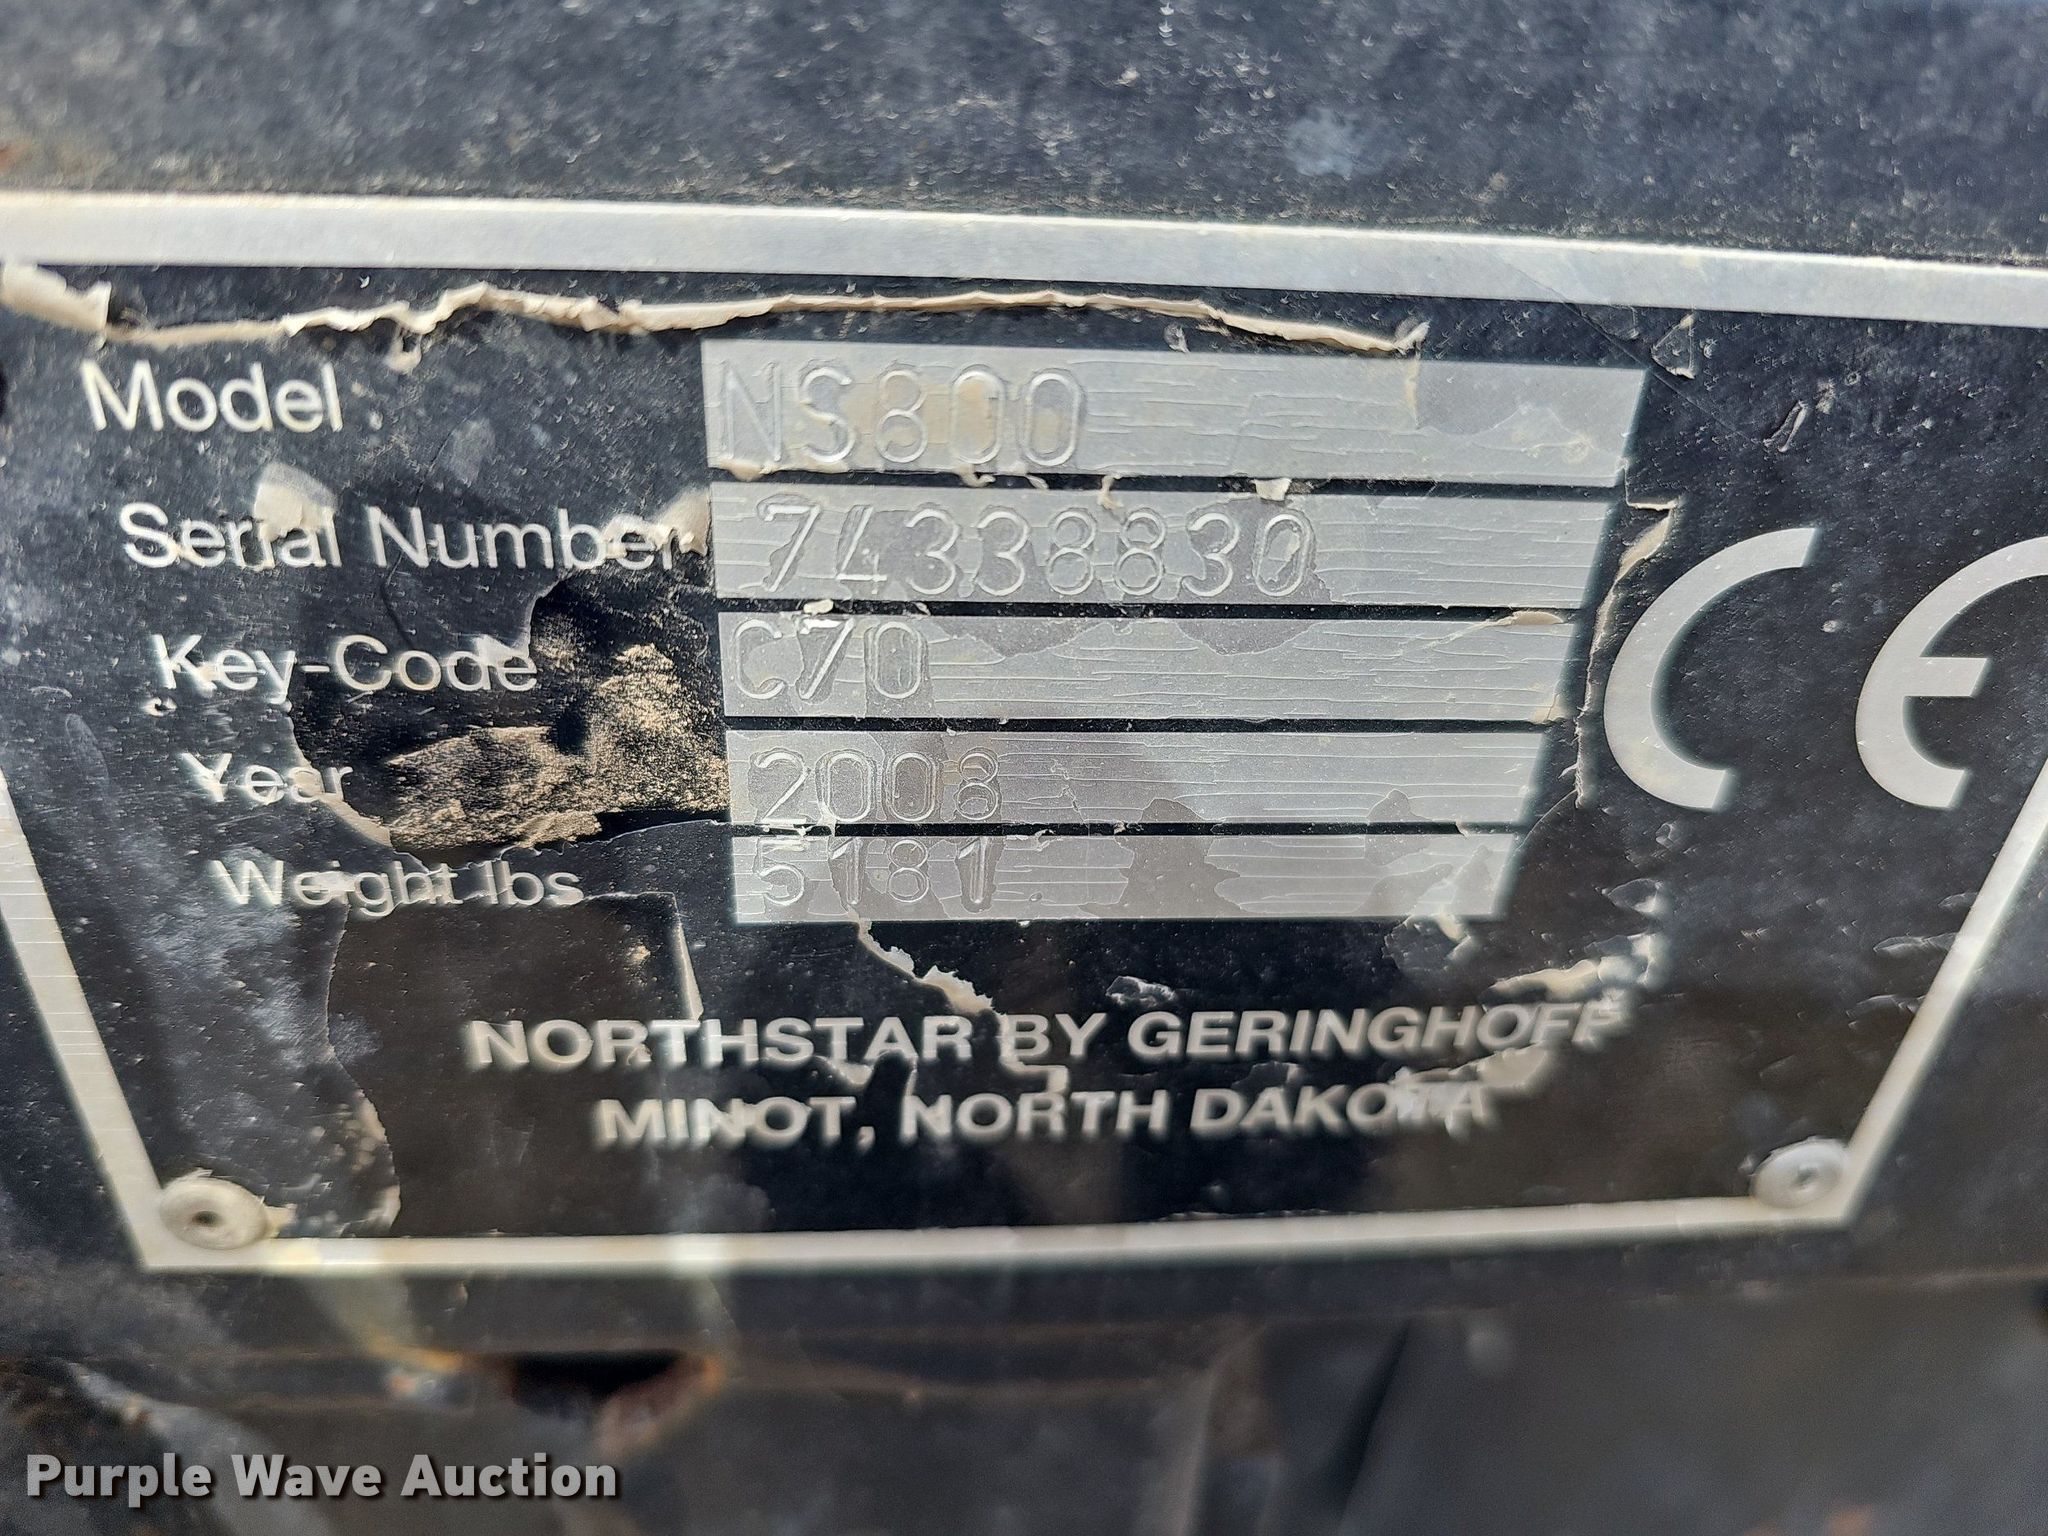 Model NS800
Serial Number 74338830
Key-Code C70
Year 2008
Weight lbs 5181
CE
NORTHSTAR BY GERINGHOFF
MINOT, NORTH DAKOTA
Purple Wave Auction